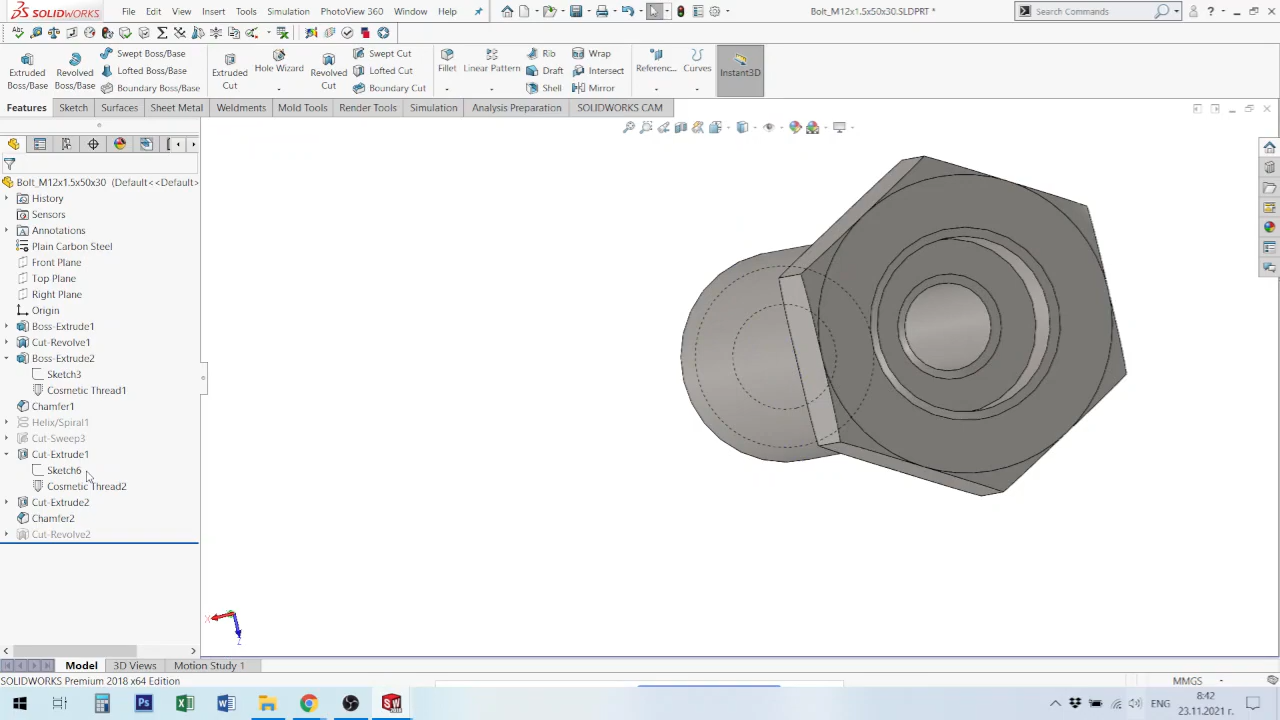 SOLIDWORKS File Edit View Insert Tools Simulation PhotoView 360 Window Help Bolt_M12x1.5x50x30.SLDPRT * Search Commands
Extruded Boss/Base
Revolved Boss/Base
Swept Boss/Base
Lofted Boss/Base
Boundary Boss/Base
Extruded Cut
Hole Wizard
Revolved Cut
Swept Cut
Lofted Cut
Boundary Cut
Fillet
Linear Pattern
Rib
Draft
Shell
Wrap
Intersect
Mirror
Referenc...
Curves
Instant3D
Features Sketch Surfaces Sheet Metal Weldments Mold Tools Render Tools Simulation Analysis Preparation SOLIDWORKS CAM
Bolt_M12x1.5x50x30 (Default<<Default>
History
Sensors
Annotations
Plain Carbon Steel
Front Plane
Top Plane
Right Plane
Origin
Boss-Extrude1
Cut-Revolve1
Boss-Extrude2
Sketch3
Cosmetic Thread1
Chamfer1
Helix/Spiral1
Cut-Sweep3
Cut-Extrude1
Sketch6
Cosmetic Thread2
Cut-Extrude2
Chamfer2
Cut-Revolve2
X
Z
Model 3D Views Motion Study 1
SOLIDWORKS Premium 2018 x64 Edition MMGS
ENG 8:42
23.11.2021 г.